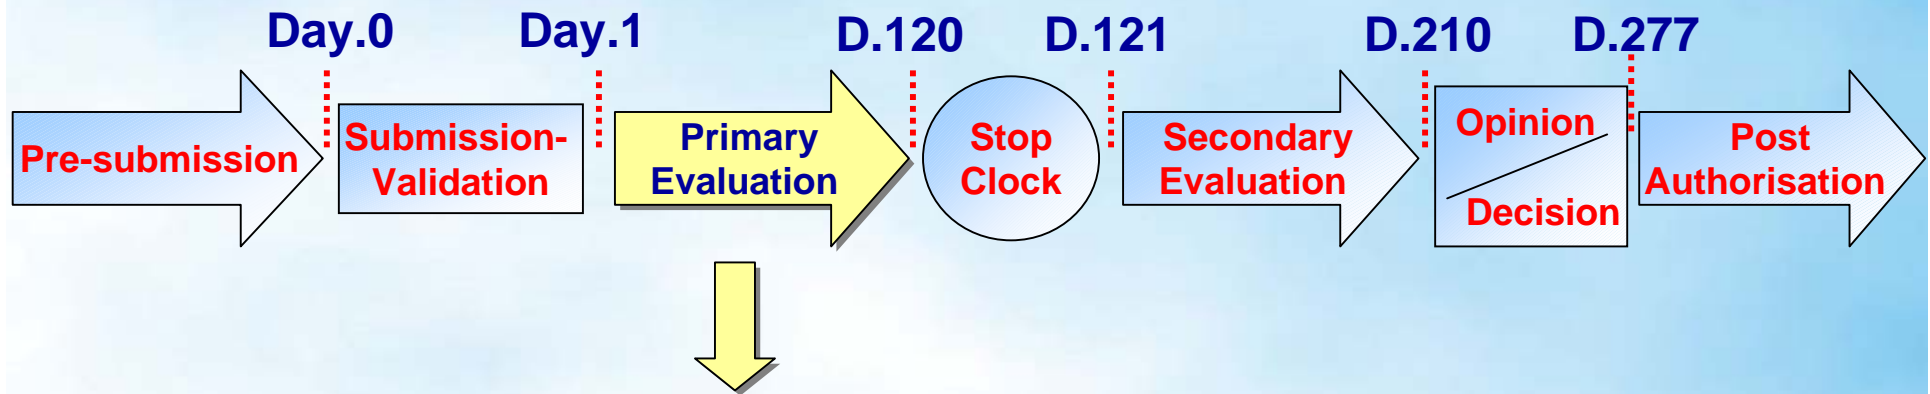 Day.0 Day.1 D.120 D.121 D.210 D.277
Pre-submission
Submission-
Validation
Primary
Evaluation
Stop
Clock
Secondary
Evaluation
Opinion
Decision
Post
Authorisation